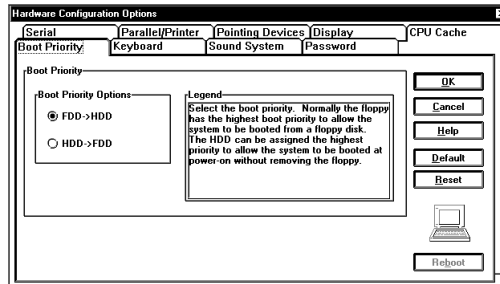 Hardware Configuration Options
Serial
Parallel/Printer
Pointing Devices
Display
CPU Cache
Boot Priority
Keyboard
Sound System
Password
Boot Priority
Boot Priority Options
FDD->HDD
HDD->FDD
Legend
Select the boot priority. Normally the floppy
has the highest boot priority to allow the
system to be booted from a floppy disk.
The HDD can be assigned the highest
priority to allow the system to be booted at
power-on without removing the floppy.
OK
Cancel
Help
Default
Reset
Reboot